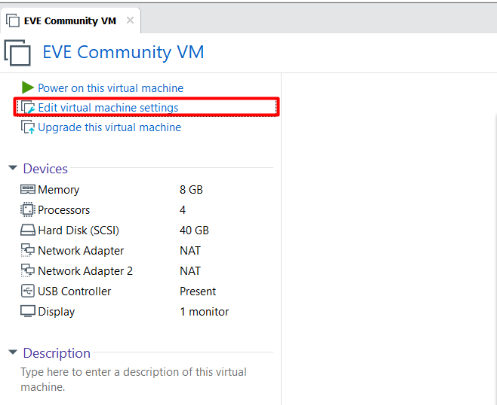 EVE Community VM
EVE Community VM
Power on this virtual machine
Edit virtual machine settings
Upgrade this virtual machine
Devices
Memory 8 GB
Processors 4
Hard Disk (SCSI) 40 GB
Network Adapter NAT
Network Adapter 2 NAT
USB Controller Present
Display 1 monitor
Description
Type here to enter a description of this virtual
machine.